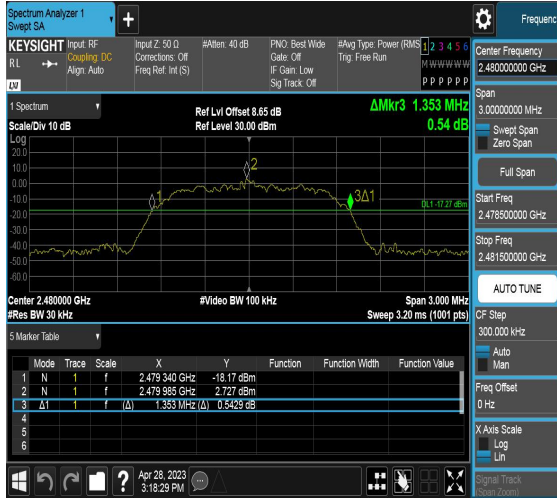 Spectrum Analyzer 1
Swept SA
Frequenc
KEYSIGHT Input: RF
RL
Coupling: DC
Align: Auto
Input Z: 50 Ω
Corrections: Off
Freq Ref: Int (S)
#Atten: 40 dB
PNO: Best Wide
Gate: Off
IF Gain: Low
Sig Track: Off
#Avg Type: Power (RMS
Trig: Free Run
1 2 3 4 5 6
M W W W W W
P P P P P P
LXI
1 Spectrum
Scale/Div 10 dB
Ref Lvl Offset 8.65 dB
Ref Level 30.00 dBm
ΔMkr3 1.353 MHz
0.54 dB
Log
20.0
10.0
0.00
-10.0
-20.0
-30.0
-40.0
-50.0
-60.0
1
2
3Δ1
DL1 -17.27 dBm
Center 2.480000 GHz
#Video BW 100 kHz
Span 3.000 MHz
#Res BW 30 kHz
Sweep 3.20 ms (1001 pts)
5 Marker Table
Mode Trace Scale X Y Function Function Width Function Value
1 N 1 f 2.479 340 GHz -18.17 dBm
2 N 1 f 2.479 985 GHz 2.727 dBm
3 Δ1 1 f (Δ) 1.353 MHz (Δ) 0.5429 dB
4
5
6
Apr 28, 2023
3:18:29 PM
Center Frequency
2.480000000 GHz
Span
3.00000000 MHz
Swept Span
Zero Span
Full Span
Start Freq
2.478500000 GHz
Stop Freq
2.481500000 GHz
AUTO TUNE
CF Step
300.000 kHz
Auto
Man
Freq Offset
0 Hz
X Axis Scale
Log
Lin
Signal Track
(Span Zoom)